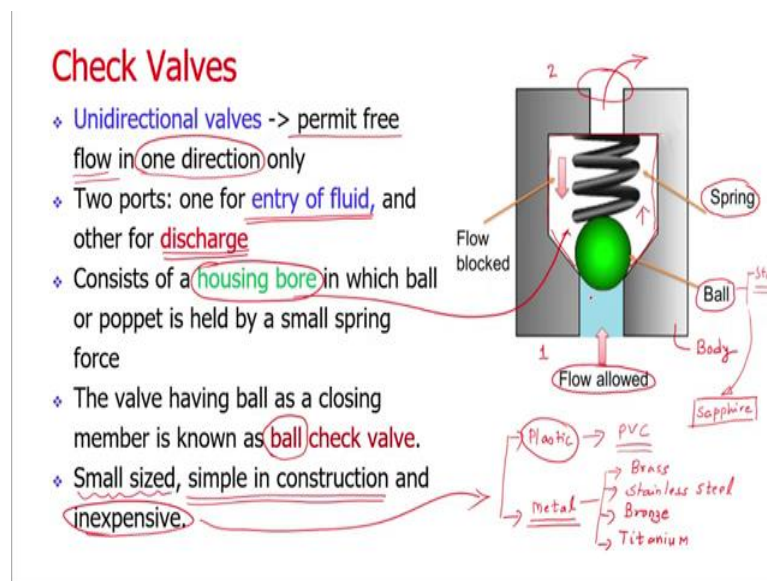 Check Valves
❖ Unidirectional valves -> permit free
flow in one direction only
❖ Two ports: one for entry of fluid, and
other for discharge
❖ Consists of a housing bore in which ball
or poppet is held by a small spring
force
❖ The valve having ball as a closing
member is known as ball check valve.
❖ Small sized, simple in construction and
inexpensive.
2
Spring
Flow
blocked
Ball
Body
1
Flow allowed
Sapphire
Plastic → PVC
Metal
→ Brass
→ Stainless steel
→ Bronze
→ Titanium